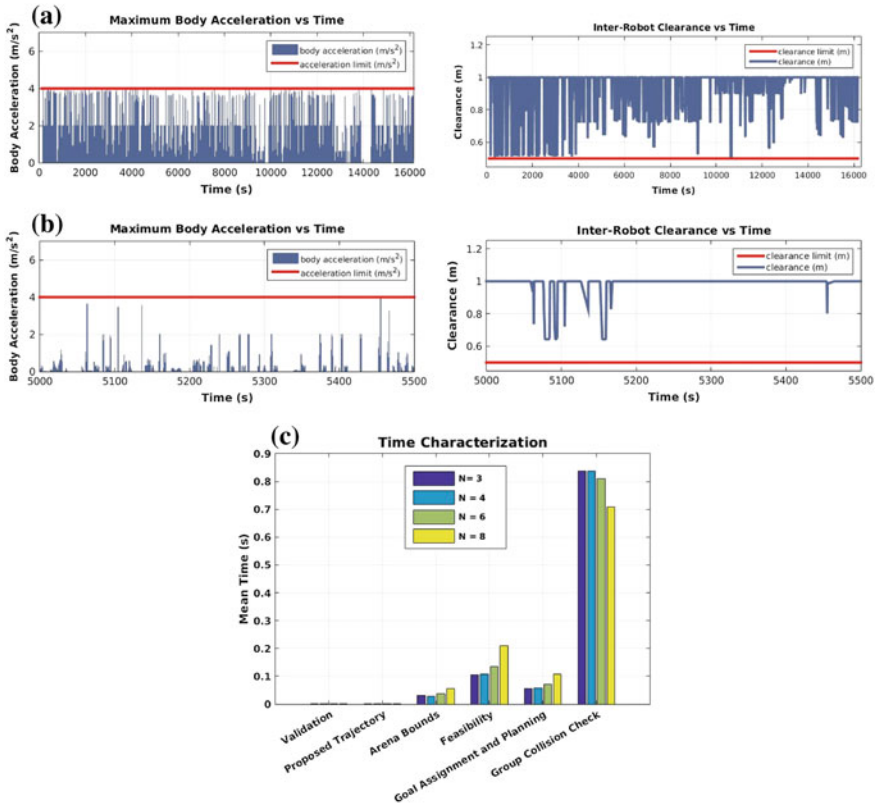 (a)
Maximum Body Acceleration vs Time
Body Acceleration (m/s²)
6
4
2
0
body acceleration (m/s²)
acceleration limit (m/s²)
0 2000 4000 6000 8000 10000 12000 14000 16000
Time (s)
Inter-Robot Clearance vs Time
Clearance (m)
1.2
1
0.8
0.6
clearance limit (m)
clearance (m)
0 2000 4000 6000 8000 10000 12000 14000 16000
Time (s)
(b)
Maximum Body Acceleration vs Time
Body Acceleration (m/s²)
6
4
2
0
body acceleration (m/s²)
acceleration limit (m/s²)
5000 5100 5200 5300 5400 5500
Time (s)
Inter-Robot Clearance vs Time
Clearance (m)
1.2
1
0.8
0.6
clearance limit (m)
clearance (m)
5000 5100 5200 5300 5400 5500
Time (s)
(c)
Time Characterization
Mean Time (s)
0.9
0.8
0.7
0.6
0.5
0.4
0.3
0.2
0.1
0
N= 3
N = 4
N = 6
N = 8
Validation
Proposed Trajectory
Arena Bounds
Feasibility
Goal Assignment and Planning
Group Collision Check